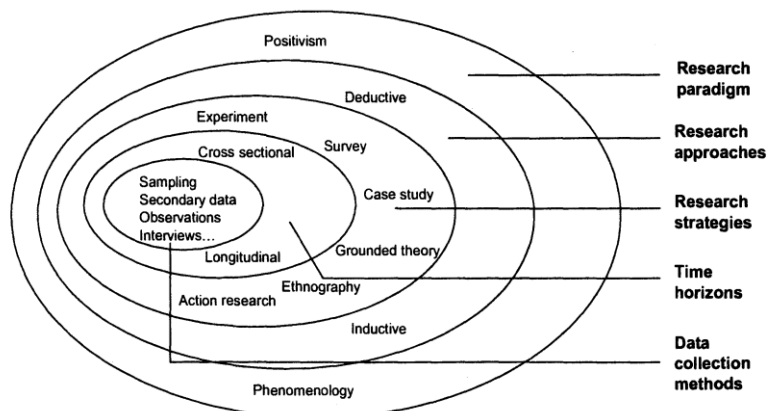 Positivism
Research
paradigm
Deductive
Experiment
Research
approaches
Cross sectional
Survey
Sampling
Secondary data
Observations
Interviews...
Case study
Research
strategies
Longitudinal
Grounded theory
Ethnography
Time
horizons
Action research
Inductive
Data
collection
methods
Phenomenology